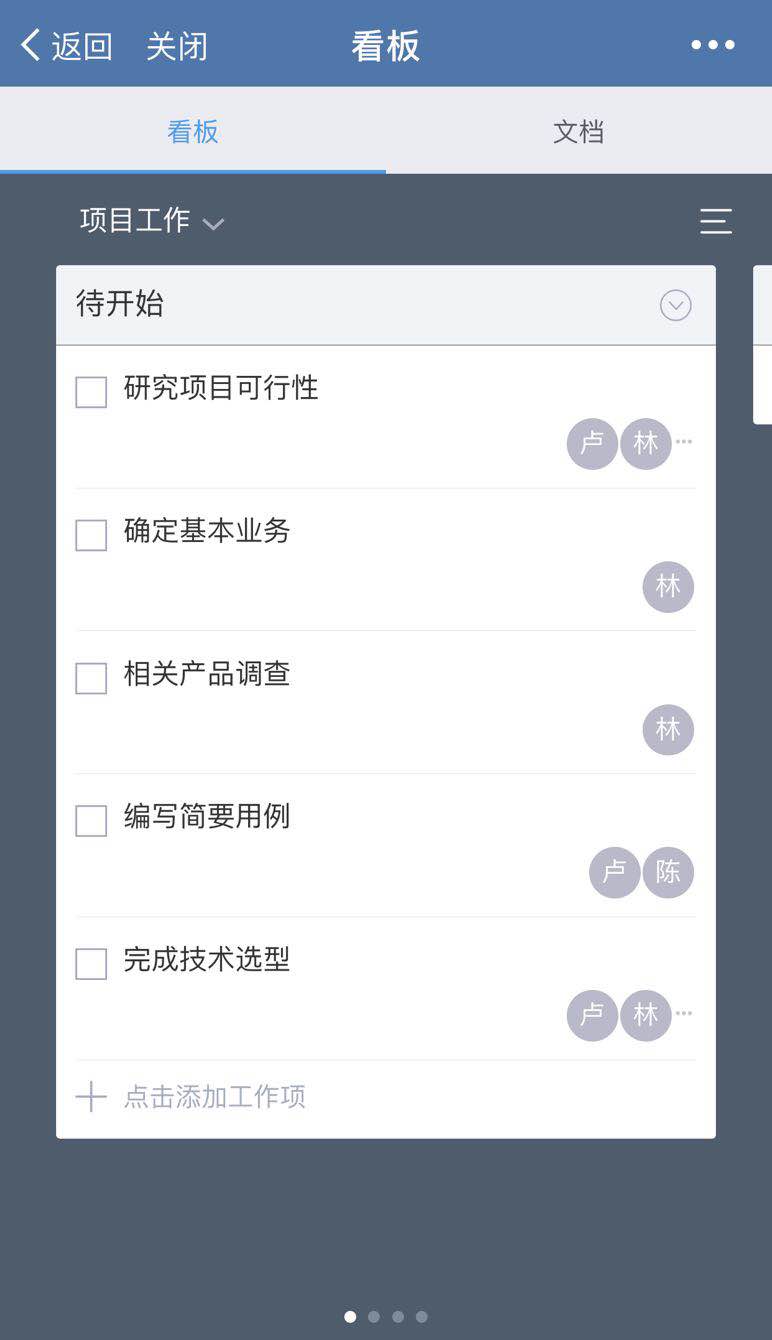 返回 关闭 看板
看板 文档
项目工作
待开始
研究项目可行性
卢 林
确定基本业务
林
相关产品调查
林
编写简要用例
卢 陈
完成技术选型
卢 林
点击添加工作项